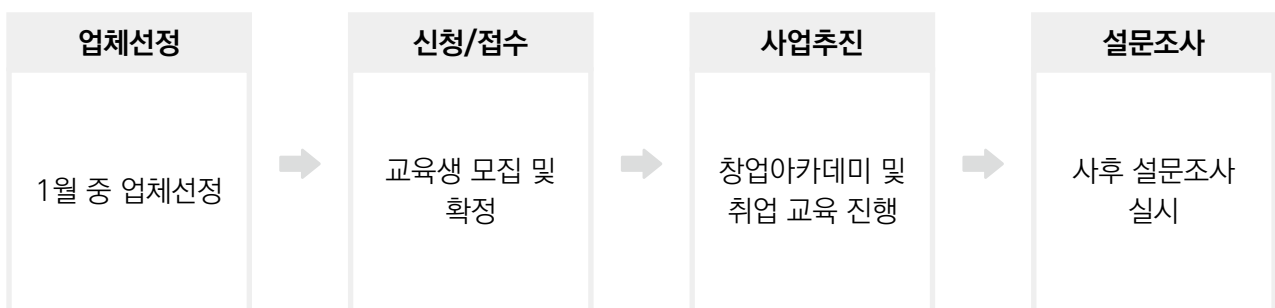 업체선정
1월 중 업체선정
신청/접수
교육생 모집 및
확정
사업추진
창업아카데미 및
취업 교육 진행
설문조사
사후 설문조사
실시